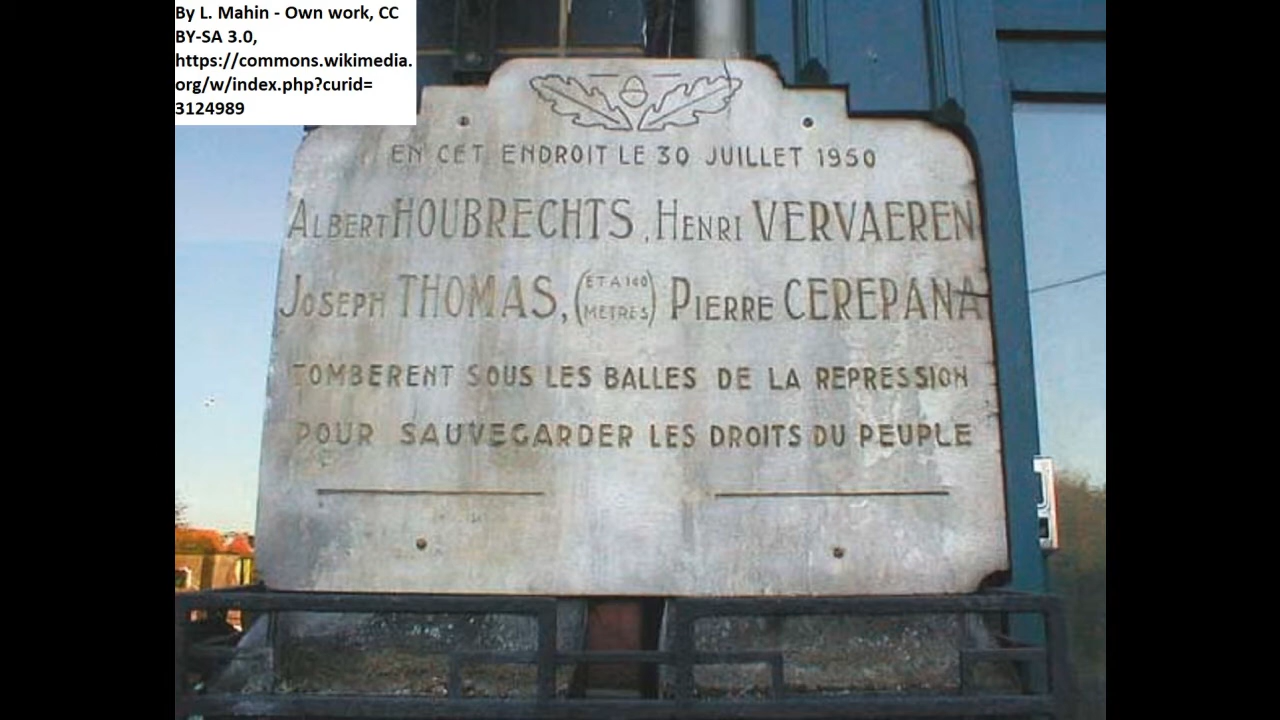 By L. Mahin - Own work, CC
BY-SA 3.0,
https://commons.wikimedia.
org/w/index.php?curid=
3124989
EN CET ENDROIT LE 30 JUILLET 1950
ALBERT HOUBRECHTS, HENRI VERVAEREN
JOSEPH THOMAS, (ET A 100 METRES) PIERRE CEREPANA
TOMBERENT SOUS LES BALLES DE LA REPRESSION
POUR SAUVEGARDER LES DROITS DU PEUPLE